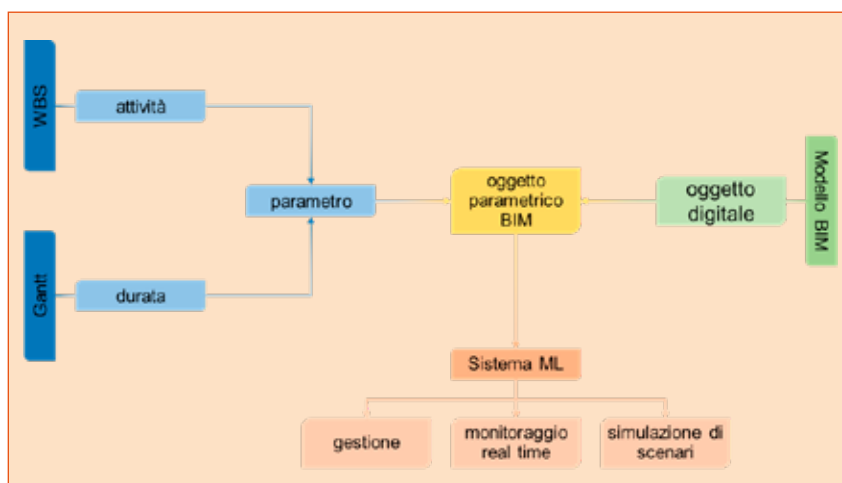 WBS
attività
parametro
Gantt
durata
oggetto
parametrico
BIM
oggetto
digitale
Modello BIM
Sistema ML
gestione
monitoraggio
real time
simulazione di
scenari